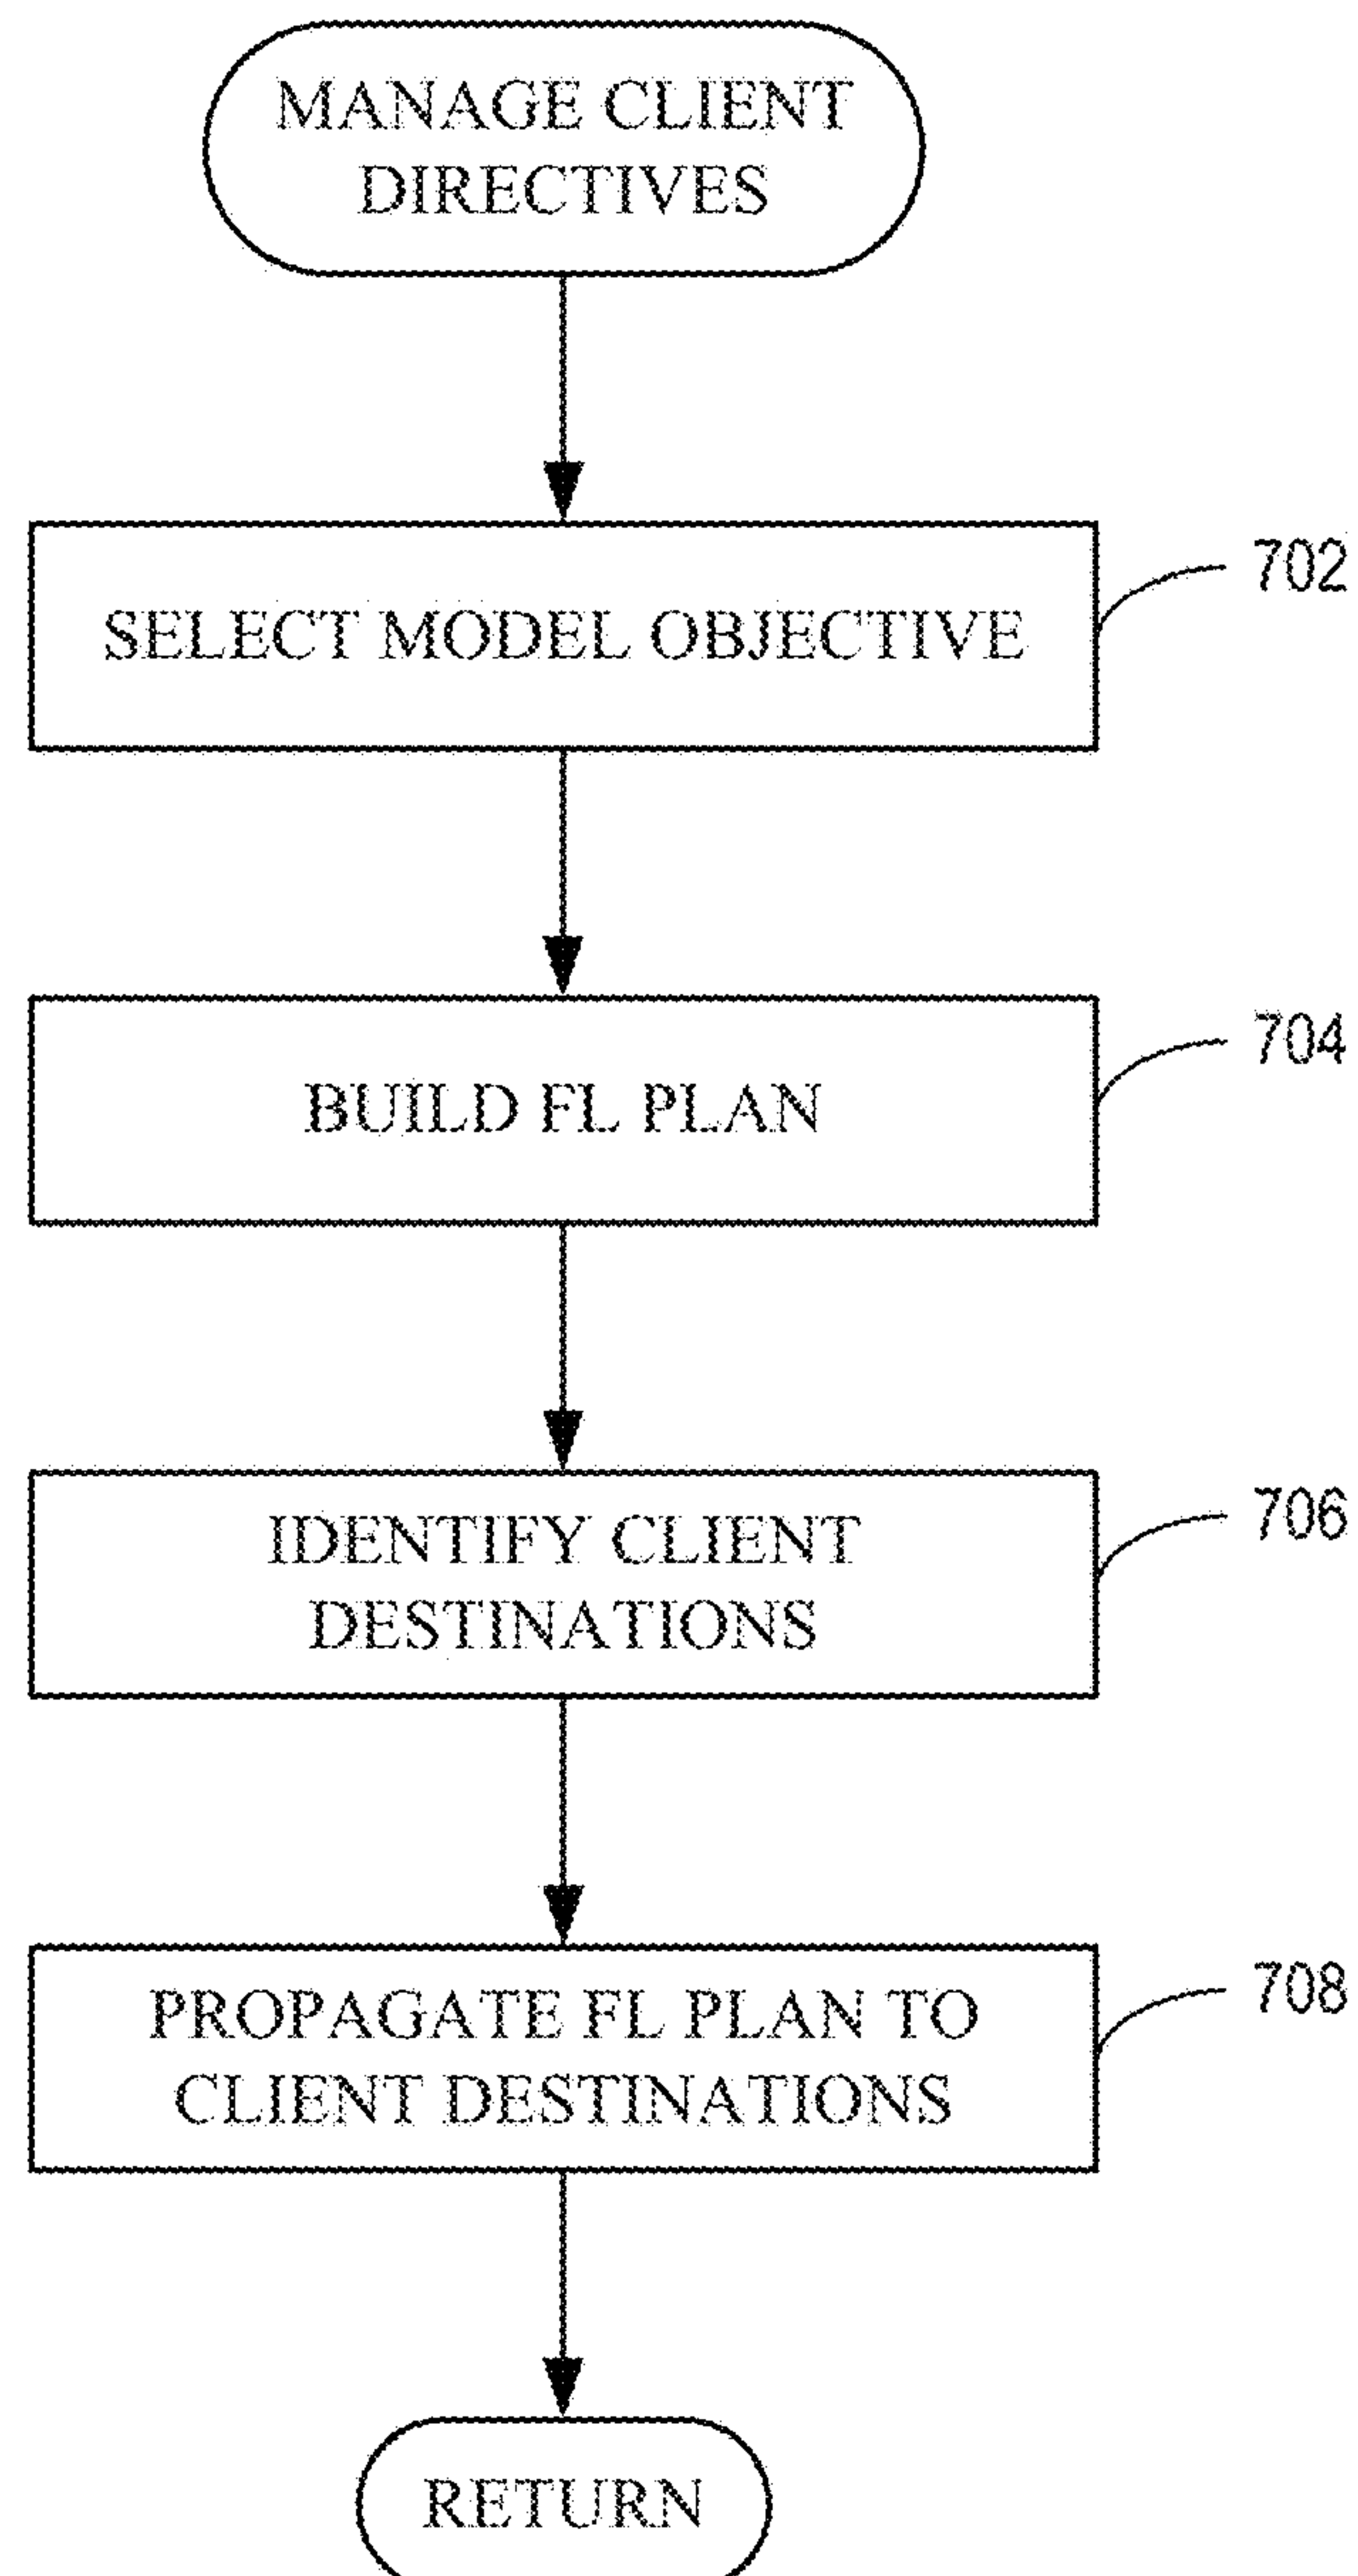 MANAGE CLIENT
DIRECTIVES
702
SELECT MODEL OBJECTIVE
704
BUILD FL PLAN
706
IDENTIFY CLIENT
DESTINATIONS
708
PROPAGATE FL PLAN TO
CLIENT DESTINATIONS
RETURN